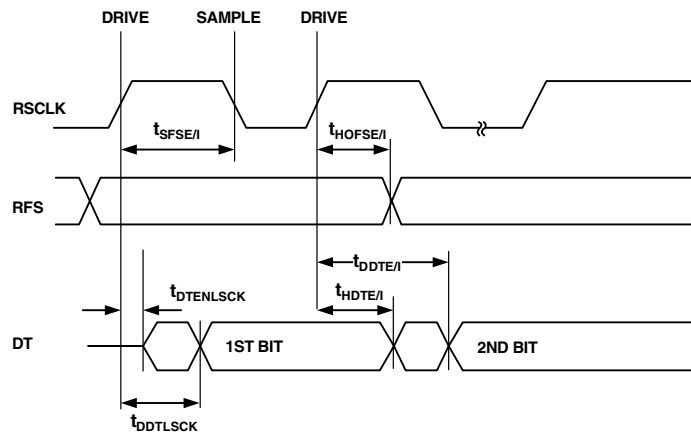 DRIVE SAMPLE DRIVE
RSCLK
tSFSE/I tHOFSE/I
RFS
tDDTE/I
tDTENLSCK tHDTE/I
DT 1ST BIT 2ND BIT
tDDTLSCK